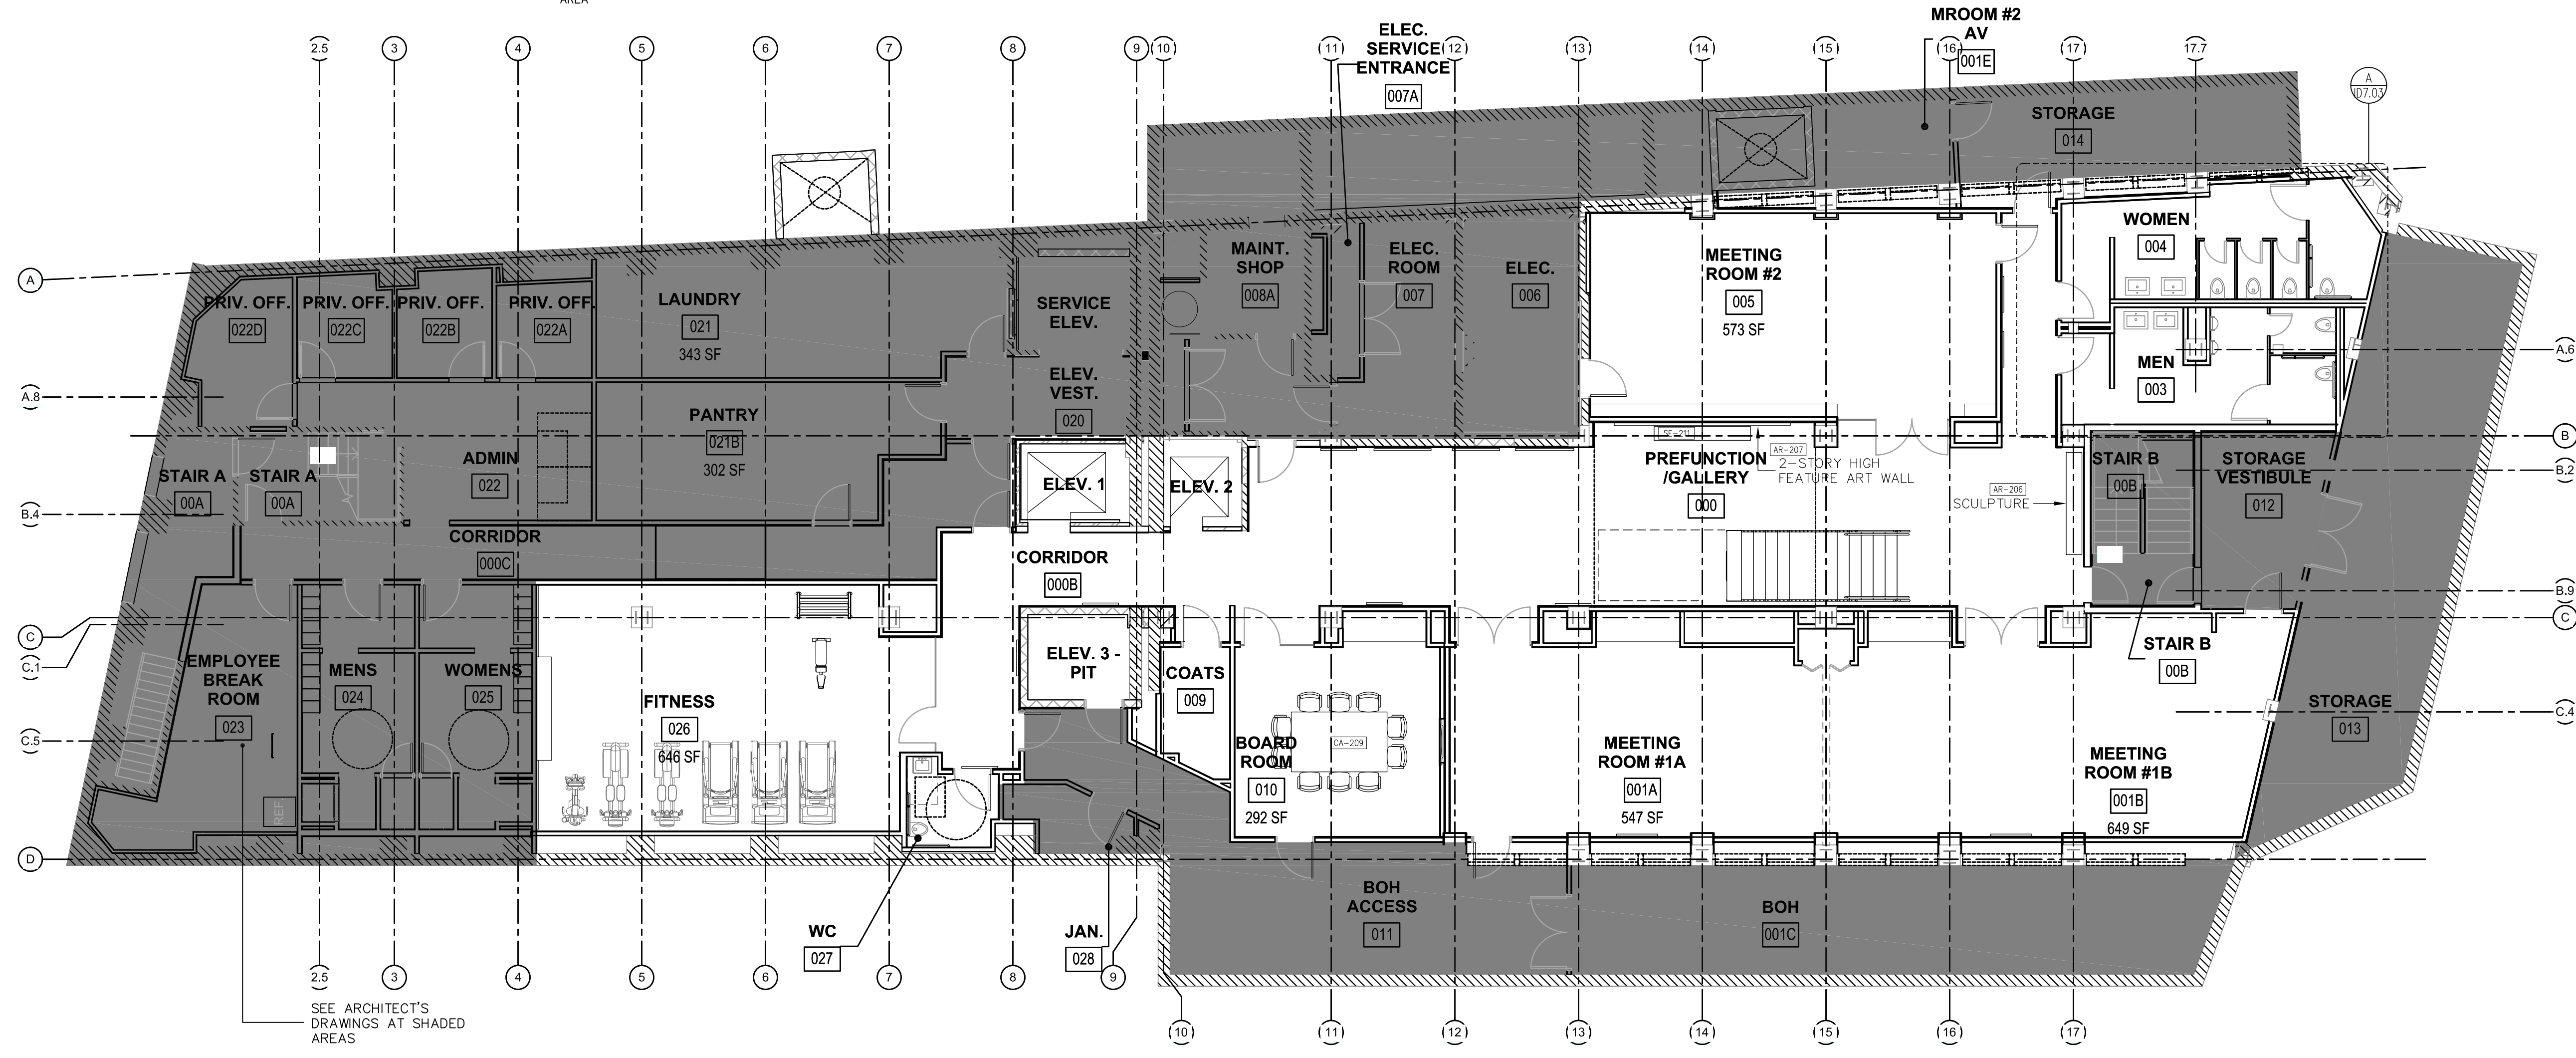 AREA
MROOM #2
AV
001E
ELEC.
SERVICE
ENTRANCE
007A
2.5
3
4
5
6
7
8
9
10
11
12
13
14
15
16
17
17.7
A
ID7.03
STORAGE
014
A
WOMEN
004
MEETING
ROOM #2
005
573 SF
MAINT.
SHOP
008A
ELEC.
ROOM
007
ELEC.
006
SERVICE
ELEV.
LAUNDRY
021
343 SF
PRIV. OFF.
022D
PRIV. OFF.
022C
PRIV. OFF.
022B
PRIV. OFF.
022A
A.6
MEN
003
A.8
ELEV.
VEST.
020
PANTRY
021B
302 SF
B
SF-211
AR-207
2-STORY HIGH
FEATURE ART WALL
PREFUNCTION
/GALLERY
000
STAIR B
00B
STORAGE
VESTIBULE
012
B.2
STAIR A
00A
STAIR A
00A
ADMIN
022
ELEV. 1
ELEV. 2
AR-206
SCULPTURE
B.4
CORRIDOR
000C
CORRIDOR
000B
B.9
C
C
C.1
STAIR B
00B
EMPLOYEE
BREAK
ROOM
023
MENS
024
WOMENS
025
FITNESS
026
646 SF
ELEV. 3 -
PIT
COATS
009
STORAGE
013
C.4
C.5
BOARD
ROOM
010
292 SF
CA-209
MEETING
ROOM #1A
001A
547 SF
MEETING
ROOM #1B
001B
649 SF
REF.
D
BOH
ACCESS
011
BOH
001C
WC
027
JAN.
028
2.5
3
4
5
6
7
8
9
SEE ARCHITECT'S
DRAWINGS AT SHADED
AREAS
10
11
12
13
14
15
16
17